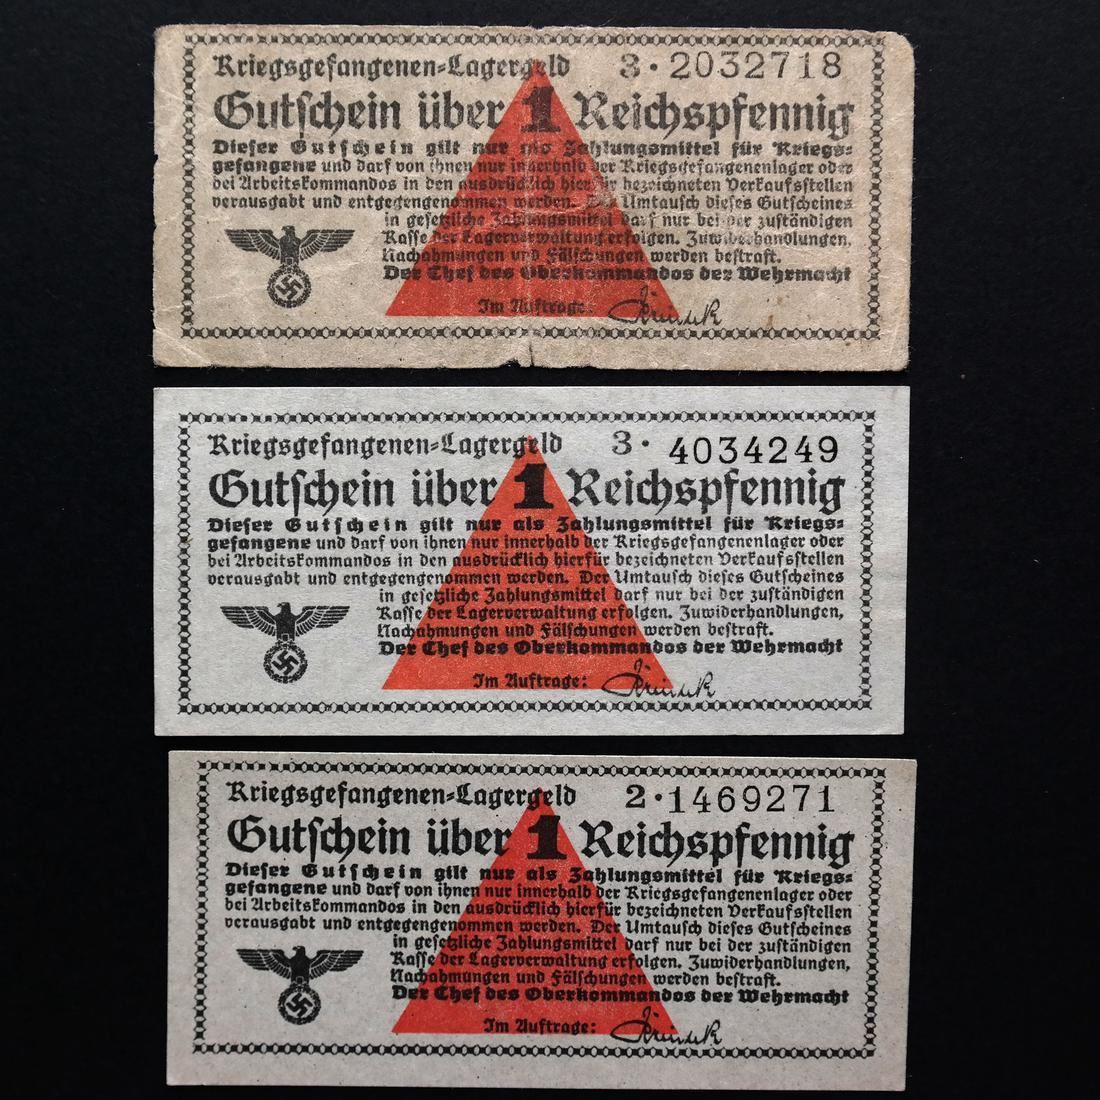 Kriegsgefangenen-Lagergeld 3·2032718
Gutschein über 1 Reichspfennig
Dieser Gutschein gilt nur als Zahlungsmittel für Kriegs-
gefangene und darf von ihnen nur innerhalb der Kriegsgefangenenlager oder
bei Arbeitskommandos in den ausdrücklich hierfür bezeichneten Verkaufsstellen
verausgabt und entgegengenommen werden. Der Umtausch dieses Gutscheines
in gesetzliche Zahlungsmittel darf nur bei der zuständigen
Kasse der Lagerverwaltung erfolgen. Zuwiderhandlungen,
Nachahmungen und Fälschungen werden bestraft.
Der Chef des Oberkommandos der Wehrmacht
Im Auftrage:
Kriegsgefangenen-Lagergeld 3· 4034249
Gutschein über 1 Reichspfennig
Dieser Gutschein gilt nur als Zahlungsmittel für Kriegs-
gefangene und darf von ihnen nur innerhalb der Kriegsgefangenenlager oder
bei Arbeitskommandos in den ausdrücklich hierfür bezeichneten Verkaufsstellen
verausgabt und entgegengenommen werden. Der Umtausch dieses Gutscheines
in gesetzliche Zahlungsmittel darf nur bei der zuständigen
Kasse der Lagerverwaltung erfolgen. Zuwiderhandlungen,
Nachahmungen und Fälschungen werden bestraft.
Der Chef des Oberkommandos der Wehrmacht
Im Auftrage:
Kriegsgefangenen-Lagergeld 2·1469271
Gutschein über 1 Reichspfennig
Dieser Gutschein gilt nur als Zahlungsmittel für Kriegs-
gefangene und darf von ihnen nur innerhalb der Kriegsgefangenenlager oder
bei Arbeitskommandos in den ausdrücklich hierfür bezeichneten Verkaufsstellen
verausgabt und entgegengenommen werden. Der Umtausch dieses Gutscheines
in gesetzliche Zahlungsmittel darf nur bei der zuständigen
Kasse der Lagerverwaltung erfolgen. Zuwiderhandlungen,
Nachahmungen und Fälschungen werden bestraft.
Der Chef des Oberkommandos der Wehrmacht
Im Auftrage: